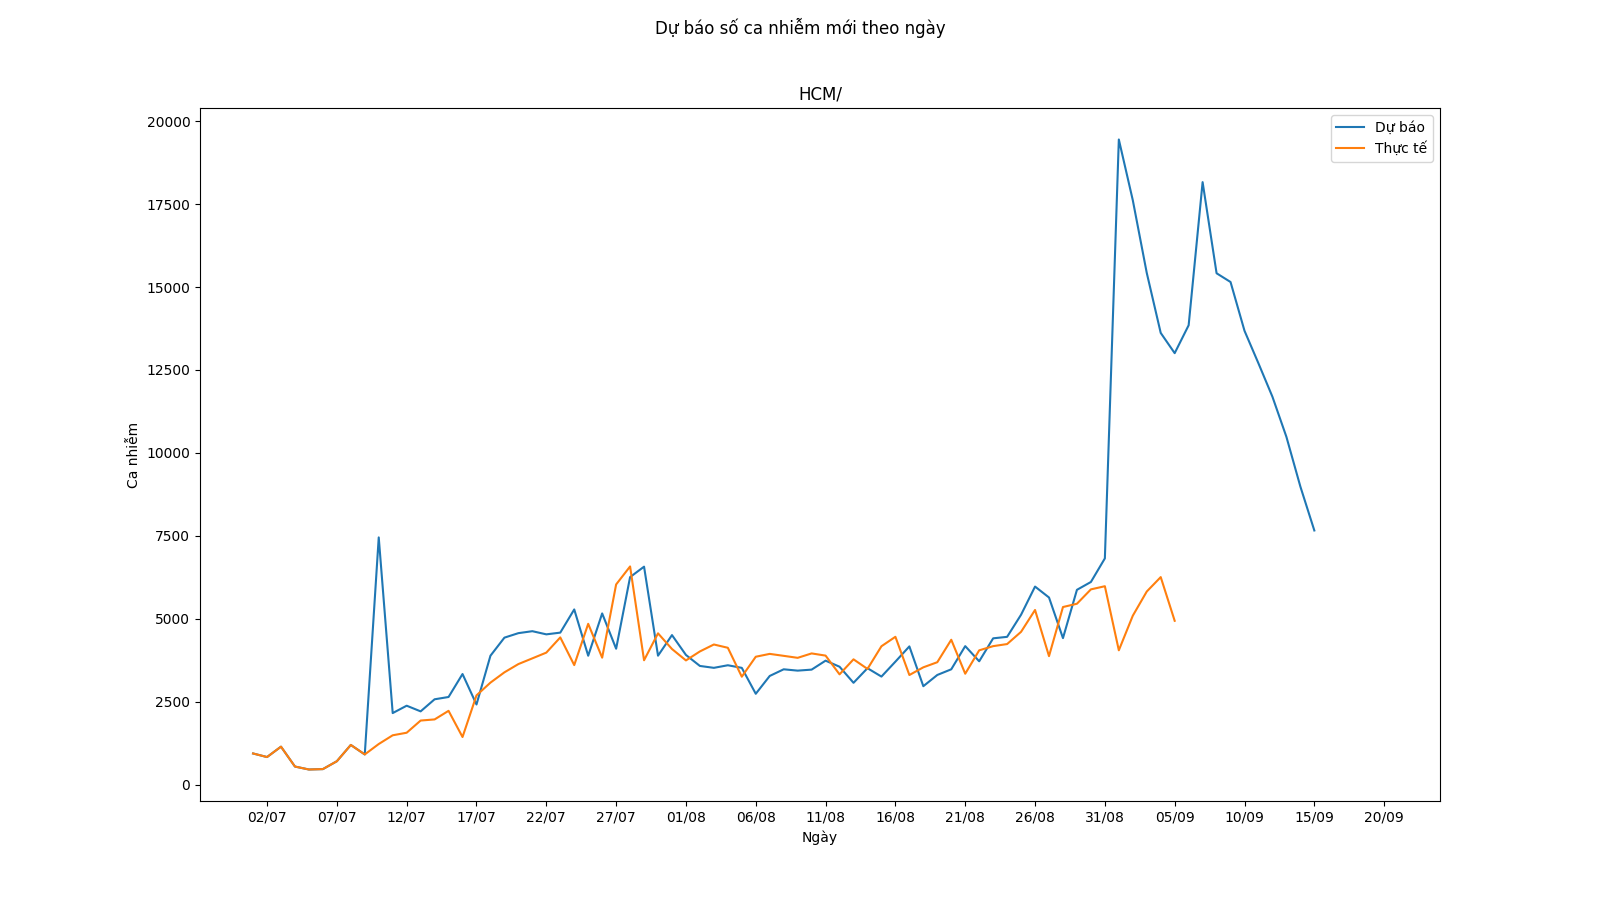 Dự báo số ca nhiễm mới theo ngày
HCM/
20000
17500
15000
12500
10000
7500
5000
2500
0
Ca nhiễm
Dự báo
Thực tế
02/07 07/07 12/07 17/07 22/07 27/07 01/08 06/08 11/08 16/08 21/08 26/08 31/08 05/09 10/09 15/09 20/09
Ngày